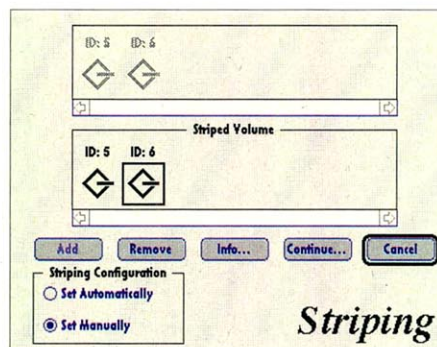 ID: 5 ID: 6
Striped Volume
ID: 5 ID: 6
Add Remove Info... Continue... Cancel
Striping Configuration
Set Automatically
Set Manually
Striping